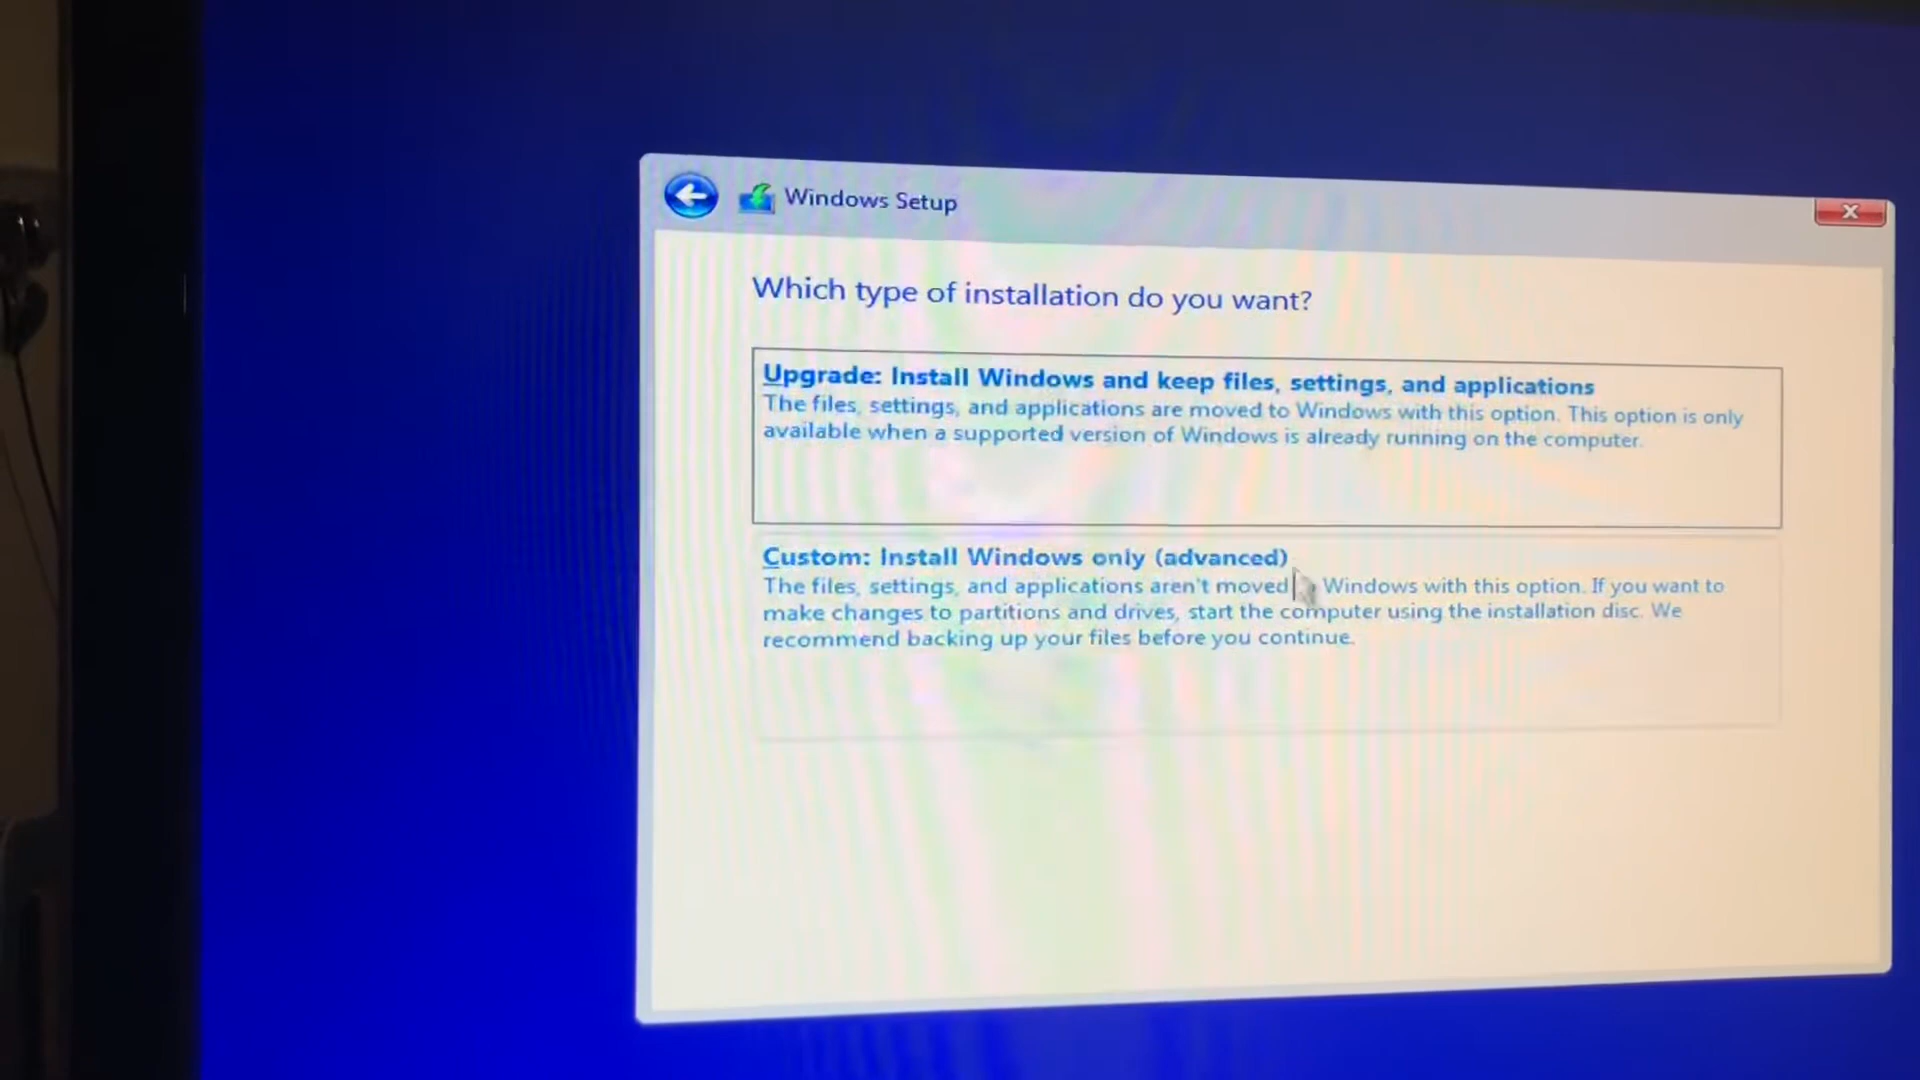 Windows Setup
Which type of installation do you want?
Upgrade: Install Windows and keep files, settings, and applications
The files, settings, and applications are moved to Windows with this option. This option is only
available when a supported version of Windows is already running on the computer.
Custom: Install Windows only (advanced)
The files, settings, and applications aren't moved Windows with this option. If you want to
make changes to partitions and drives, start the computer using the installation disc. We
recommend backing up your files before you continue.